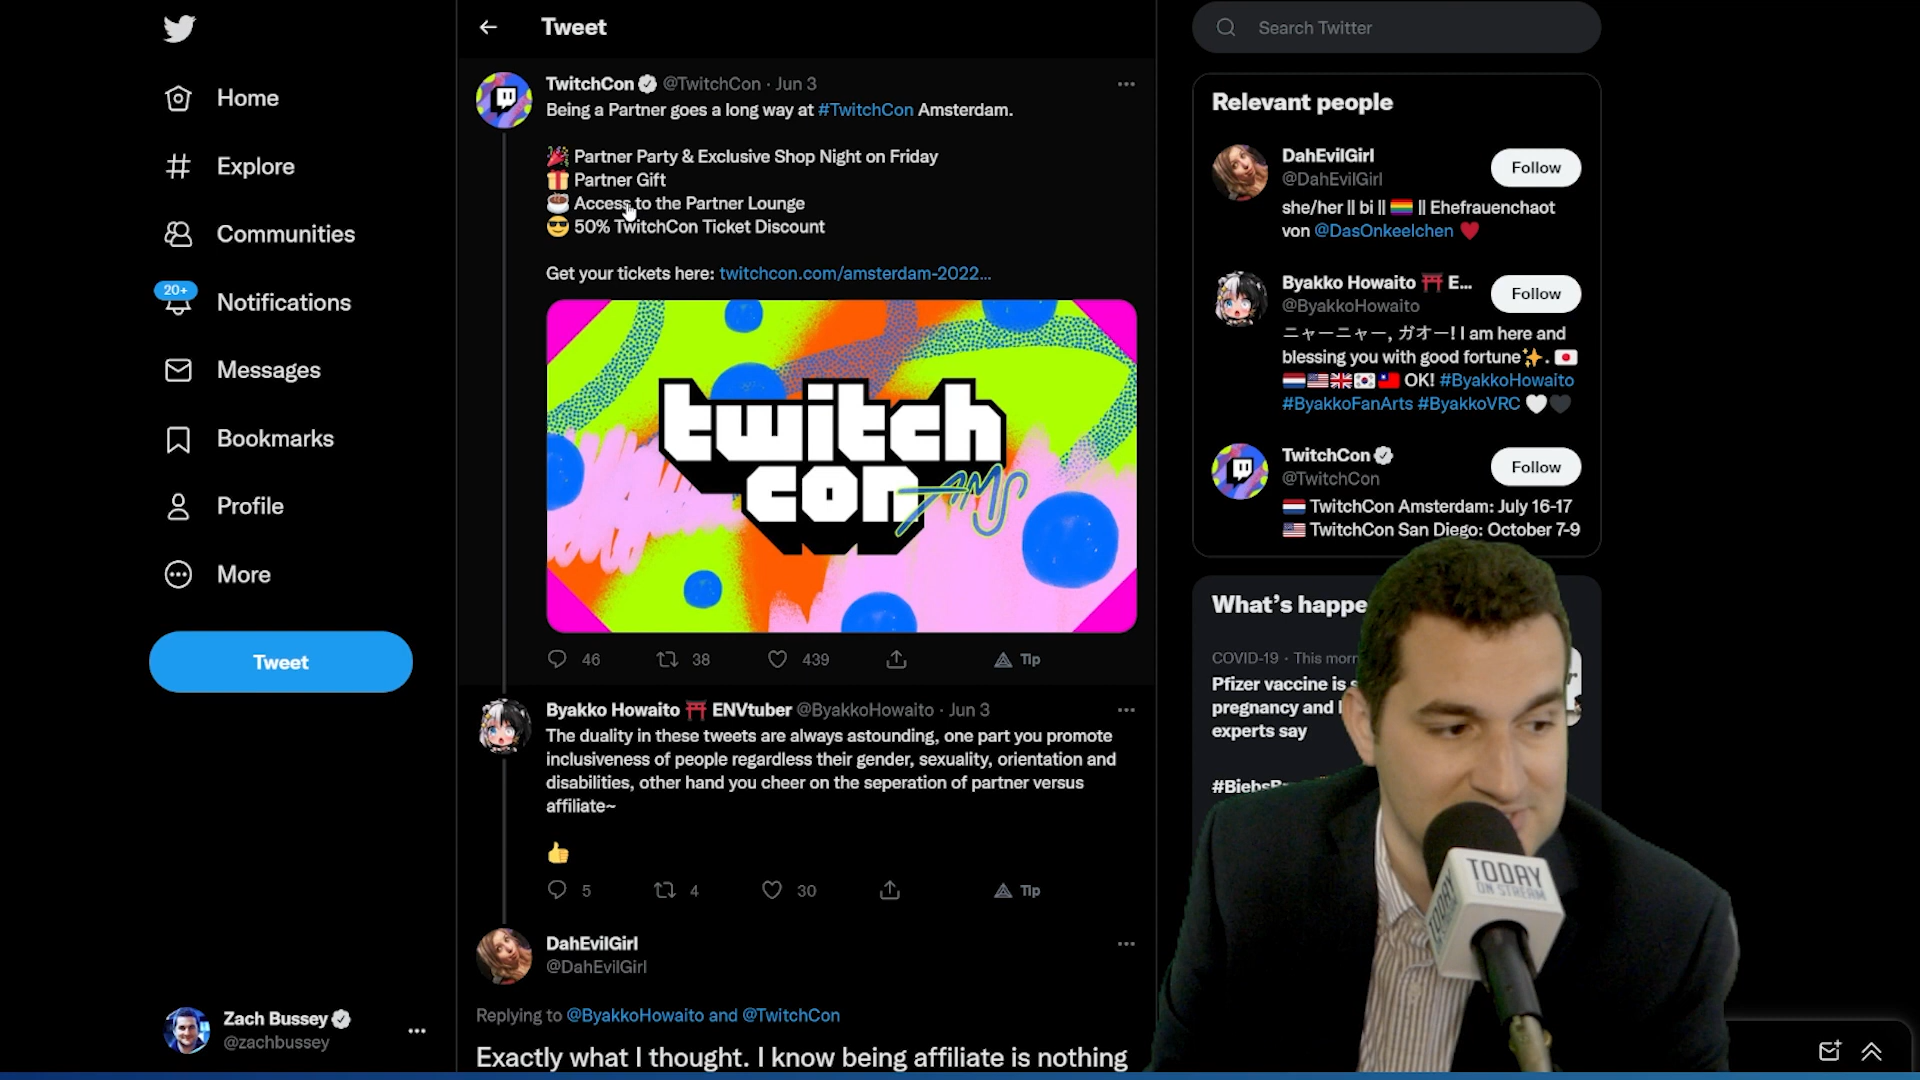 Home
Explore
Communities
20+
Notifications
Messages
Bookmarks
Profile
More
Tweet
Zach Bussey
@zachbussey
Tweet
TwitchCon @TwitchCon · Jun 3
Being a Partner goes a long way at #TwitchCon Amsterdam.
🎉 Partner Party & Exclusive Shop Night on Friday
🎁 Partner Gift
☕ Access to the Partner Lounge
😎 50% TwitchCon Ticket Discount
Get your tickets here: twitchcon.com/amsterdam-2022…
twitch
con AMS
46 38 439 Tip
Byakko Howaito ⛩️ ENVtuber @ByakkoHowaito · Jun 3
The duality in these tweets are always astounding, one part you promote
inclusiveness of people regardless their gender, sexuality, orientation and
disabilities, other hand you cheer on the seperation of partner versus
affiliate~
👍
5 4 30 Tip
DahEvilGirl
@DahEvilGirl
Replying to @ByakkoHowaito and @TwitchCon
Exactly what I thought. I know being affiliate is nothing
Search Twitter
Relevant people
DahEvilGirl
@DahEvilGirl
Follow
she/her || bi || 🏳️‍🌈 || Ehefrauenchaot
von @DasOnkeelchen ♥️
Byakko Howaito ⛩️ E...
@ByakkoHowaito
Follow
ニャーニャー, ガオー! I am here and
blessing you with good fortune✨. 🇯🇵
🇳🇱🇺🇸🇬🇧🇰🇷🇹🇼 OK! #ByakkoHowaito
#ByakkoFanArts #ByakkoVRC 🤍🖤
TwitchCon
@TwitchCon
Follow
🇳🇱 TwitchCon Amsterdam: July 16-17
🇺🇸 TwitchCon San Diego: October 7-9
What's happe
COVID-19 · This morn
Pfizer vaccine is
pregnancy and
experts say
TODAY
ON STREAM
TODAY